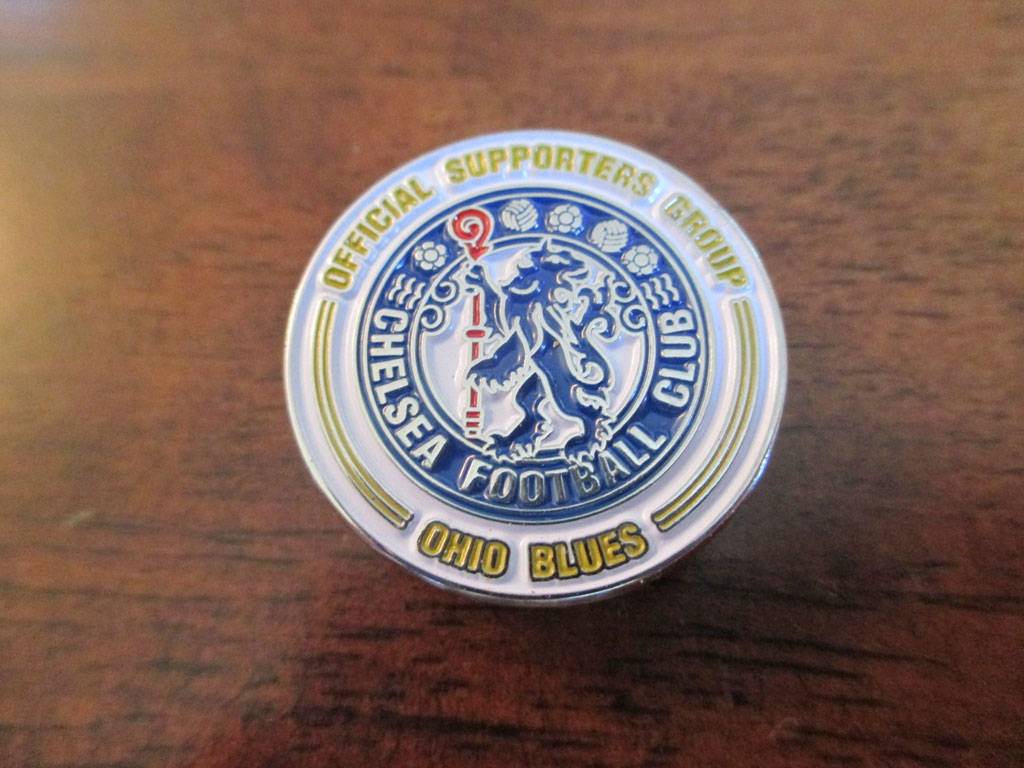 OFFICIAL SUPPORTERS GROUP
CHELSEA FOOTBALL CLUB
OHIO BLUES